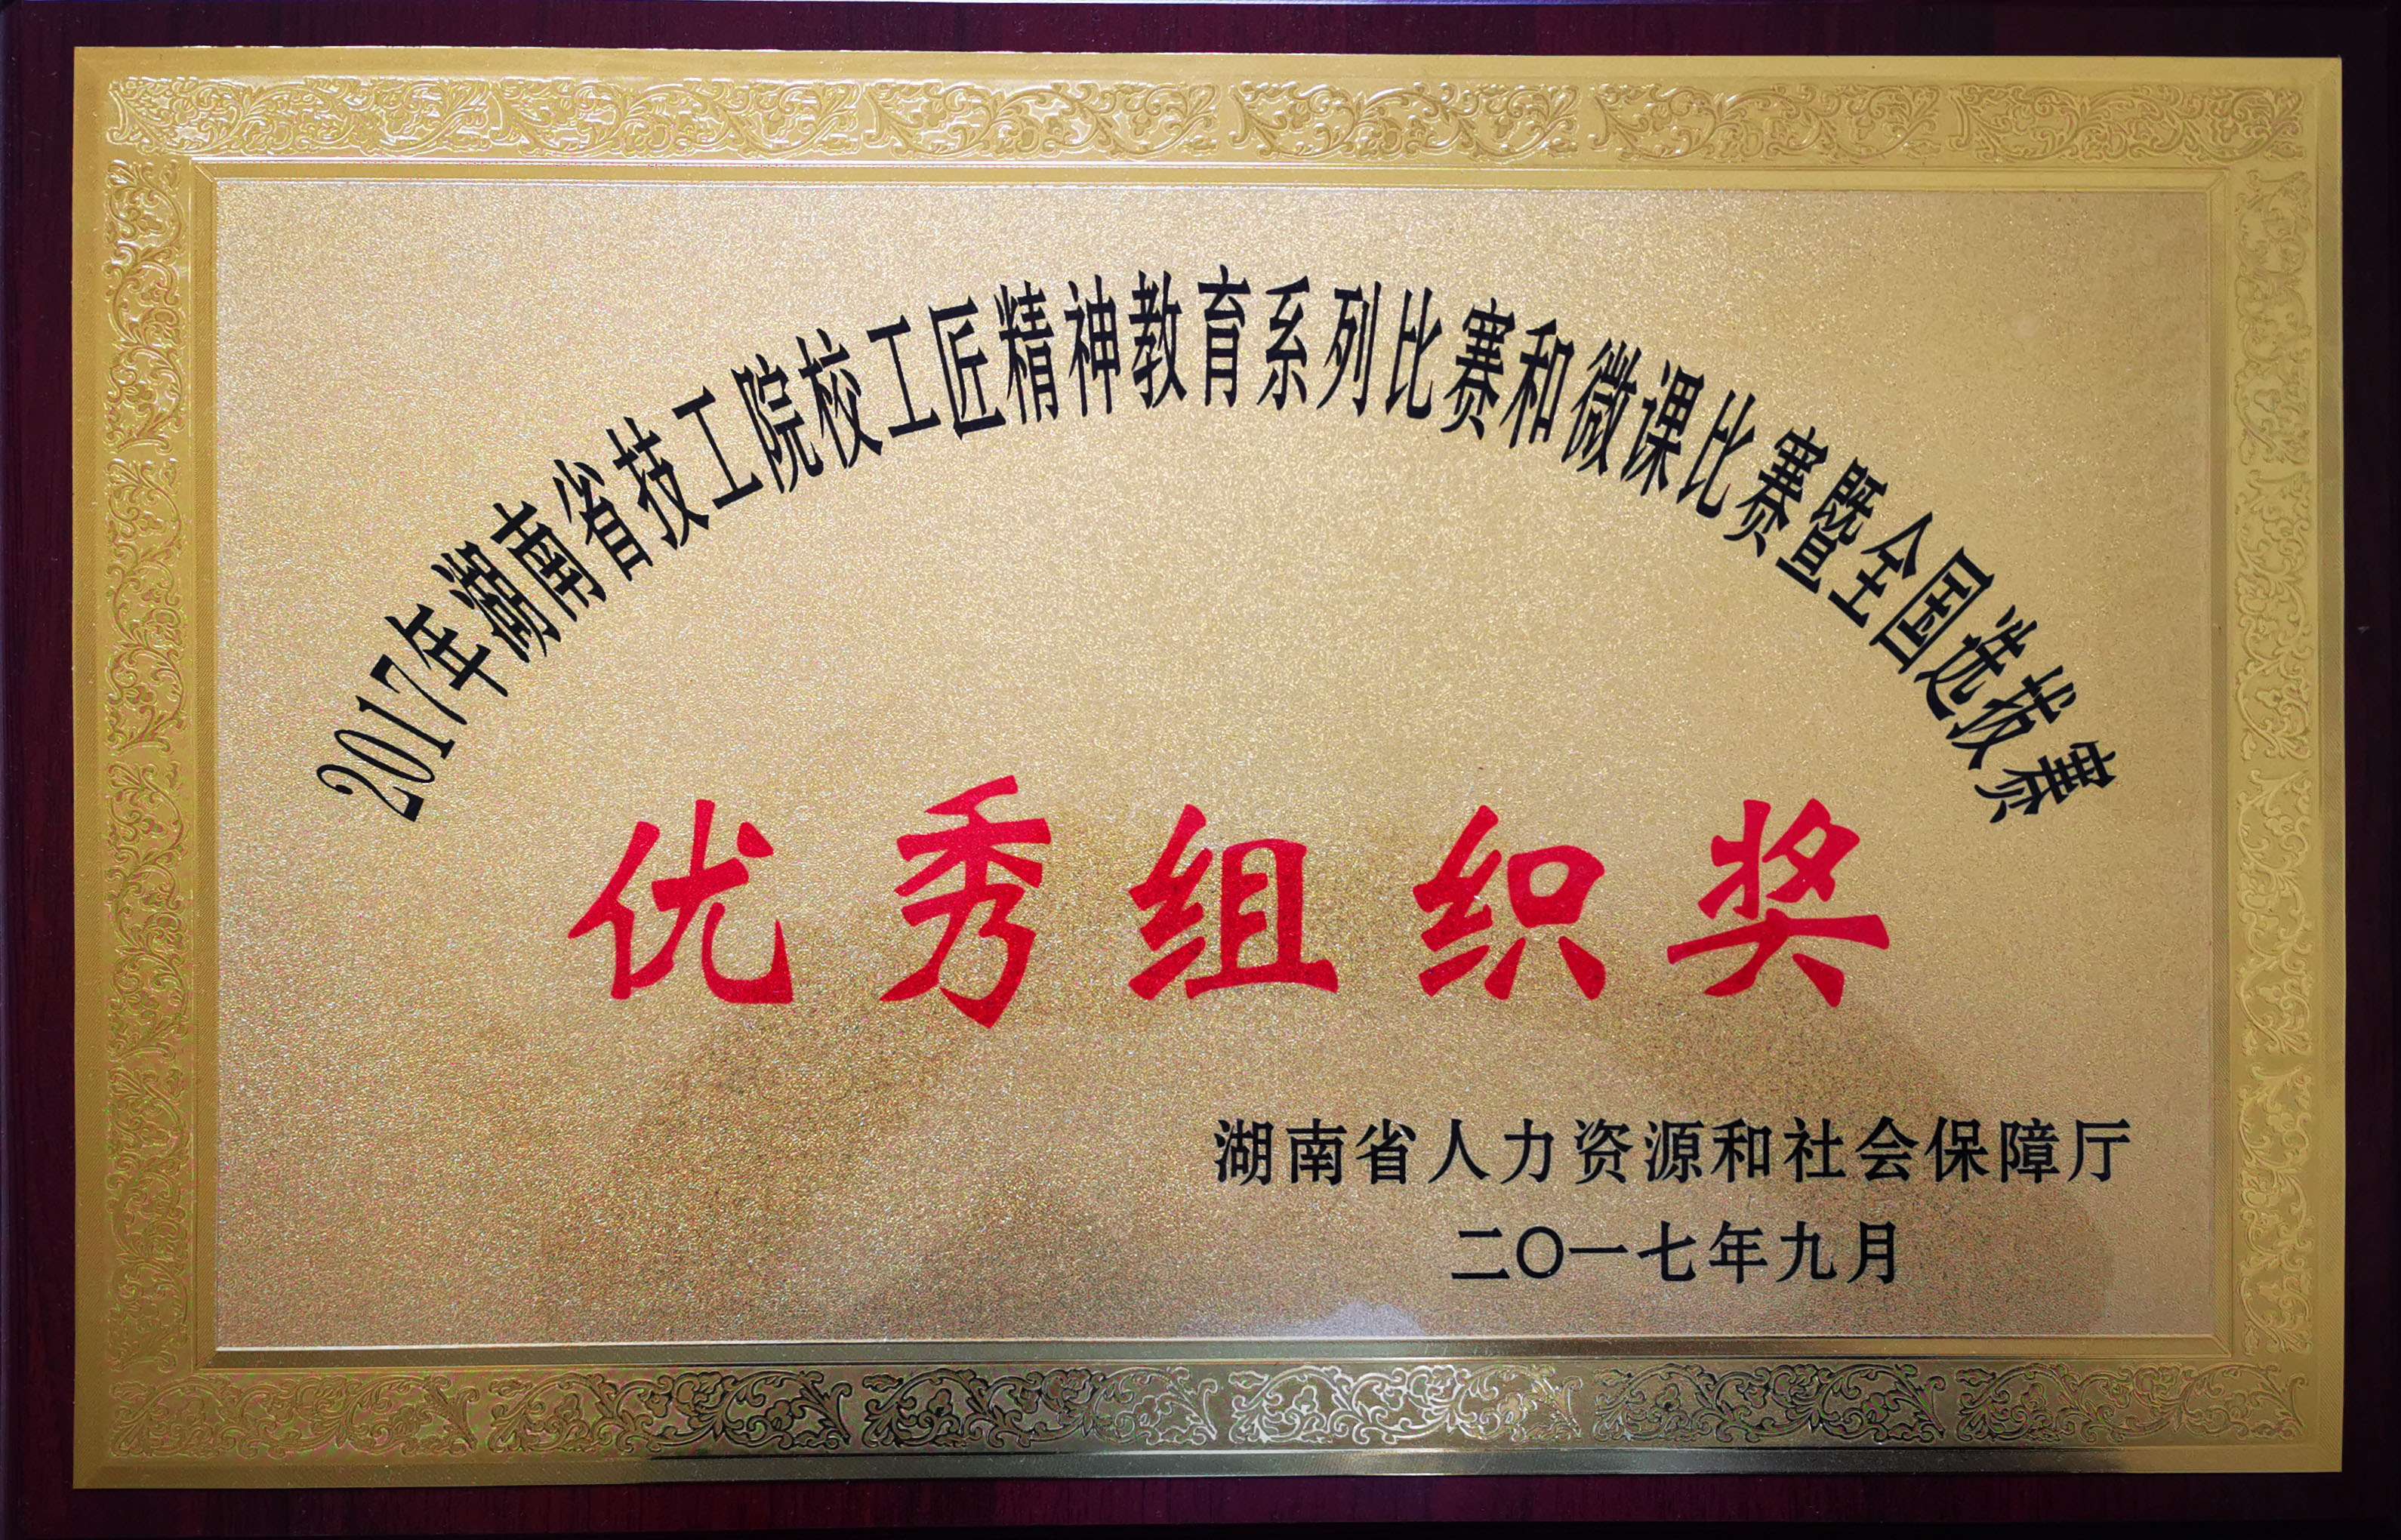 2017年湖南省技工院校工匠精神教育系列比赛和微课比赛暨全国选拔赛
优秀组织奖
湖南省人力资源和社会保障厅
二〇一七年九月